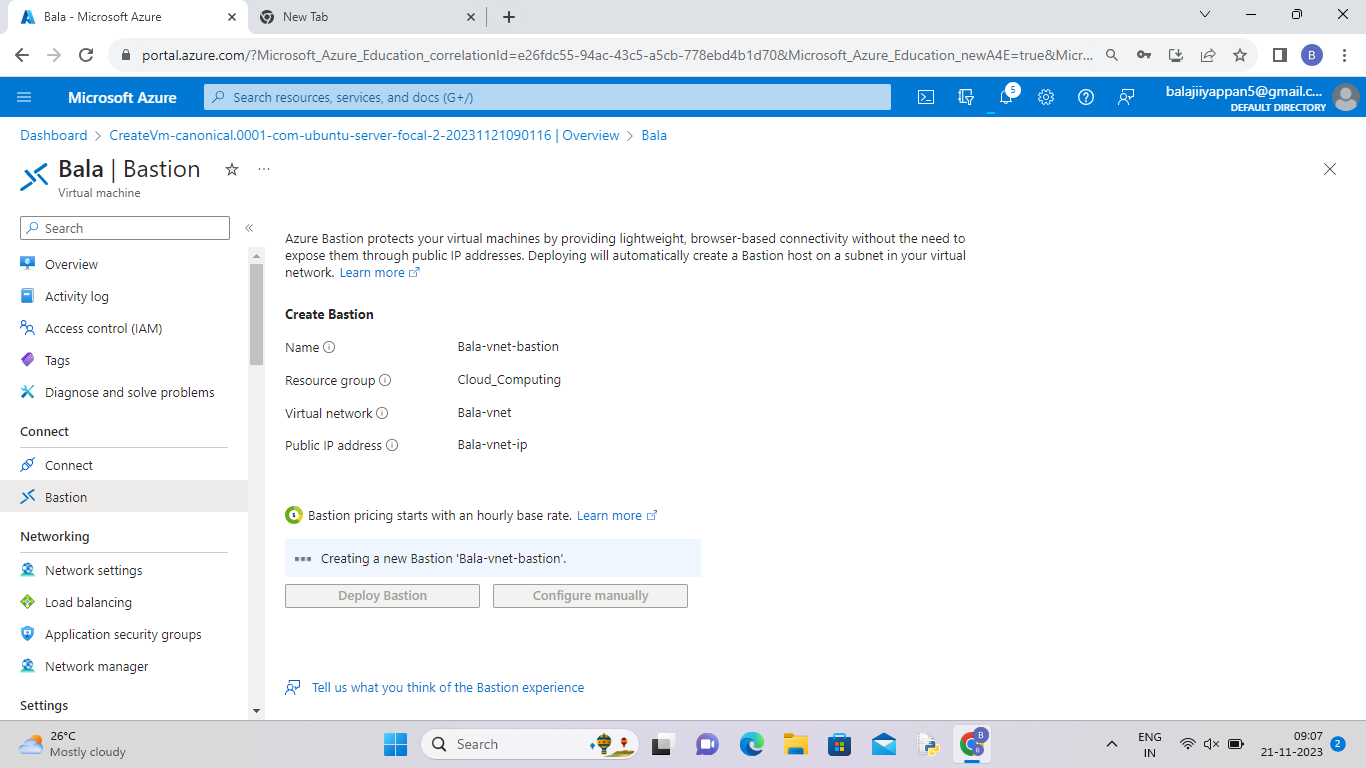 Bala - Microsoft Azure
New Tab
portal.azure.com/?Microsoft_Azure_Education_correlationId=e26fdc55-94ac-43c5-a5cb-778ebd4b1d70&Microsoft_Azure_Education_newA4E=true&Micr...
B
Microsoft Azure
Search resources, services, and docs (G+/)
5
balajiiyappan5@gmail.c...
DEFAULT DIRECTORY
Dashboard > CreateVm-canonical.0001-com-ubuntu-server-focal-2-20231121090116 | Overview > Bala
Bala | Bastion
Virtual machine
Search
Overview
Activity log
Access control (IAM)
Tags
Diagnose and solve problems
Connect
Connect
Bastion
Networking
Network settings
Load balancing
Application security groups
Network manager
Settings
Azure Bastion protects your virtual machines by providing lightweight, browser-based connectivity without the need to
expose them through public IP addresses. Deploying will automatically create a Bastion host on a subnet in your virtual
network. Learn more
Create Bastion
Name Bala-vnet-bastion
Resource group Cloud_Computing
Virtual network Bala-vnet
Public IP address Bala-vnet-ip
Bastion pricing starts with an hourly base rate. Learn more
Creating a new Bastion 'Bala-vnet-bastion'.
Deploy Bastion
Configure manually
Tell us what you think of the Bastion experience
26°C
Mostly cloudy
Search
B
ENG
IN
09:07
21-11-2023
2